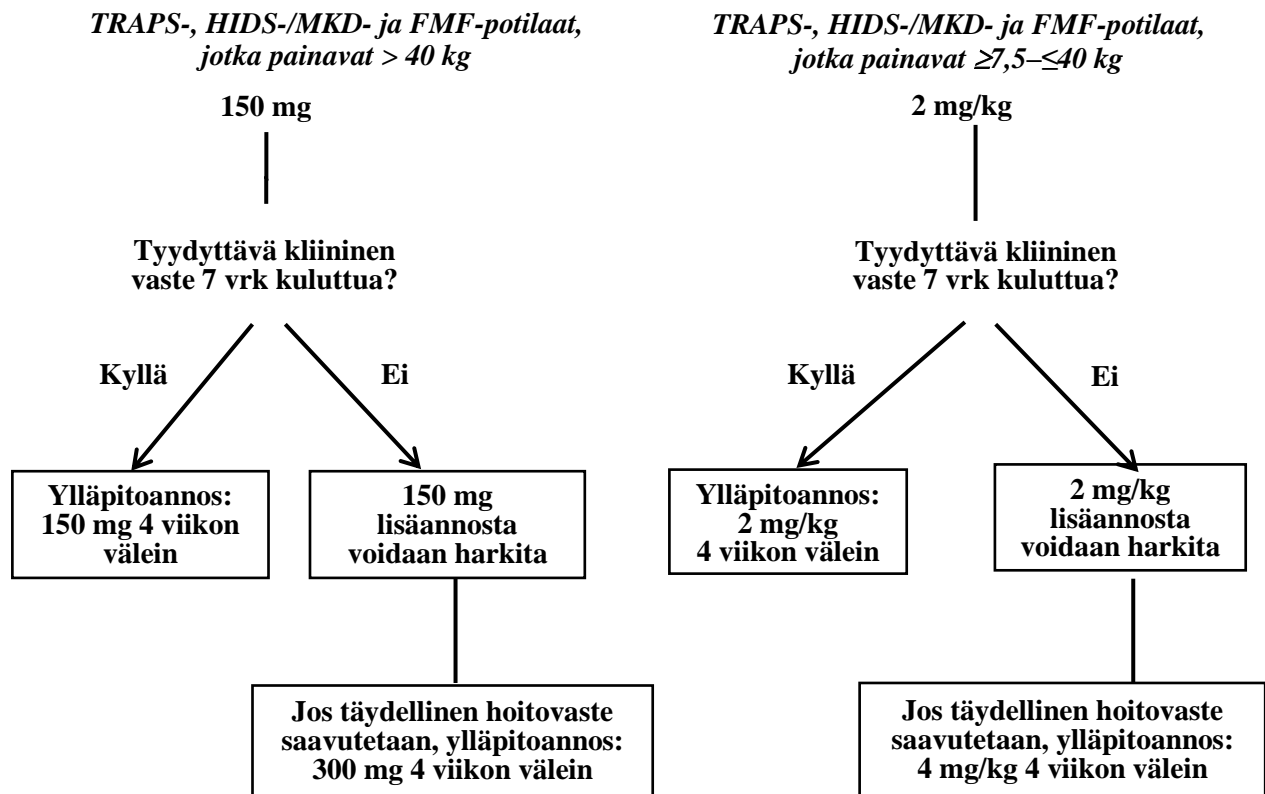 TRAPS-, HIDS-/MKD- ja FMF-potilaat,
jotka painavat > 40 kg
150 mg
Tyydyttävä kliininen
vaste 7 vrk kuluttua?
Kyllä
Ei
Ylläpitoannos:
150 mg 4 viikon
välein
150 mg
lisäannosta
voidaan harkita
Jos täydellinen hoitovaste
saavutetaan, ylläpitoannos:
300 mg 4 viikon välein
TRAPS-, HIDS-/MKD- ja FMF-potilaat,
jotka painavat ≥7,5–≤40 kg
2 mg/kg
Tyydyttävä kliininen
vaste 7 vrk kuluttua?
Kyllä
Ei
Ylläpitoannos:
2 mg/kg
4 viikon välein
2 mg/kg
lisäannosta
voidaan harkita
Jos täydellinen hoitovaste
saavutetaan, ylläpitoannos:
4 mg/kg 4 viikon välein